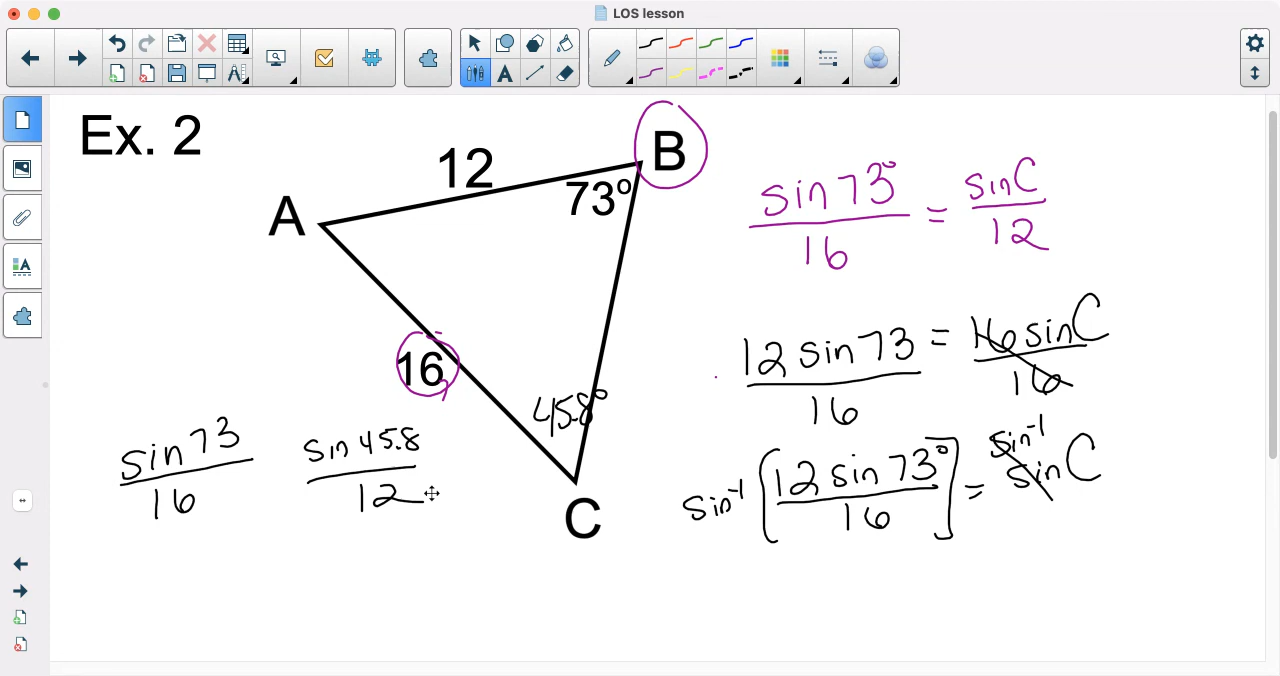 LOS lesson
A
Ex. 2
12
B
73º
A
16
45.8°
C
sin 73° / 16 = sin C / 12
12 sin 73 / 16 = 16 sin C / 16
sin⁻¹ [12 sin 73° / 16] = sin⁻¹ sin C
sin 73 / 16
sin 45.8 / 12